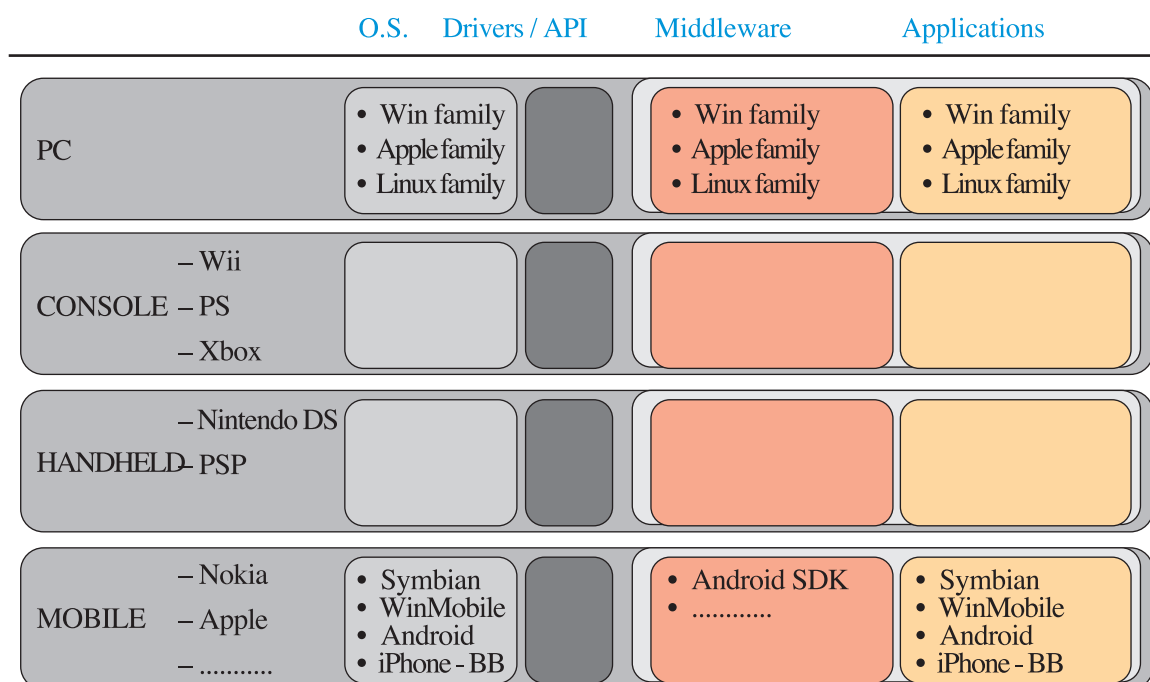 O.S. Drivers / API Middleware Applications
PC
• Win family
• Apple family
• Linux family
• Win family
• Apple family
• Linux family
• Win family
• Apple family
• Linux family
CONSOLE
– Wii
– PS
– Xbox
HANDHELD
– Nintendo DS
– PSP
MOBILE
– Nokia
– Apple
– ...........
• Symbian
• WinMobile
• Android
• iPhone - BB
• Android SDK
• ............
• Symbian
• WinMobile
• Android
• iPhone - BB